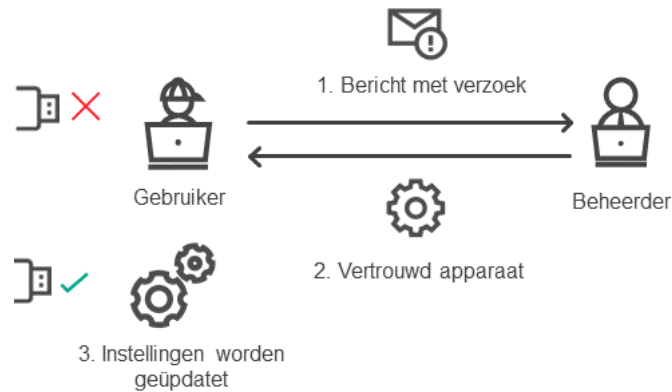 1. Bericht met verzoek
Gebruiker
Beheerder
2. Vertrouwd apparaat
3. Instellingen worden
geüpdatet